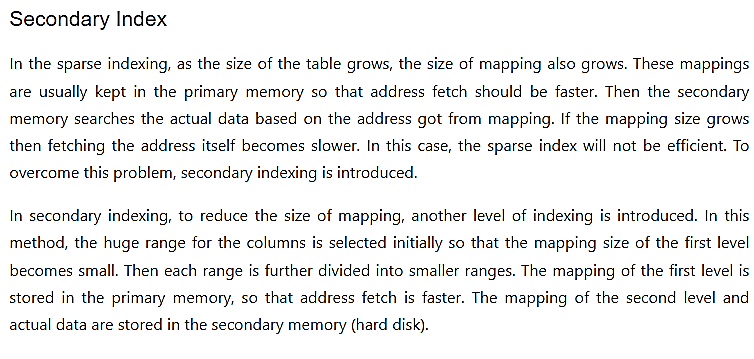 Secondary Index
In the sparse indexing, as the size of the table grows, the size of mapping also grows. These mappings
are usually kept in the primary memory so that address fetch should be faster. Then the secondary
memory searches the actual data based on the address got from mapping. If the mapping size grows
then fetching the address itself becomes slower. In this case, the sparse index will not be efficient. To
overcome this problem, secondary indexing is introduced.
In secondary indexing, to reduce the size of mapping, another level of indexing is introduced. In this
method, the huge range for the columns is selected initially so that the mapping size of the first level
becomes small. Then each range is further divided into smaller ranges. The mapping of the first level is
stored in the primary memory, so that address fetch is faster. The mapping of the second level and
actual data are stored in the secondary memory (hard disk).